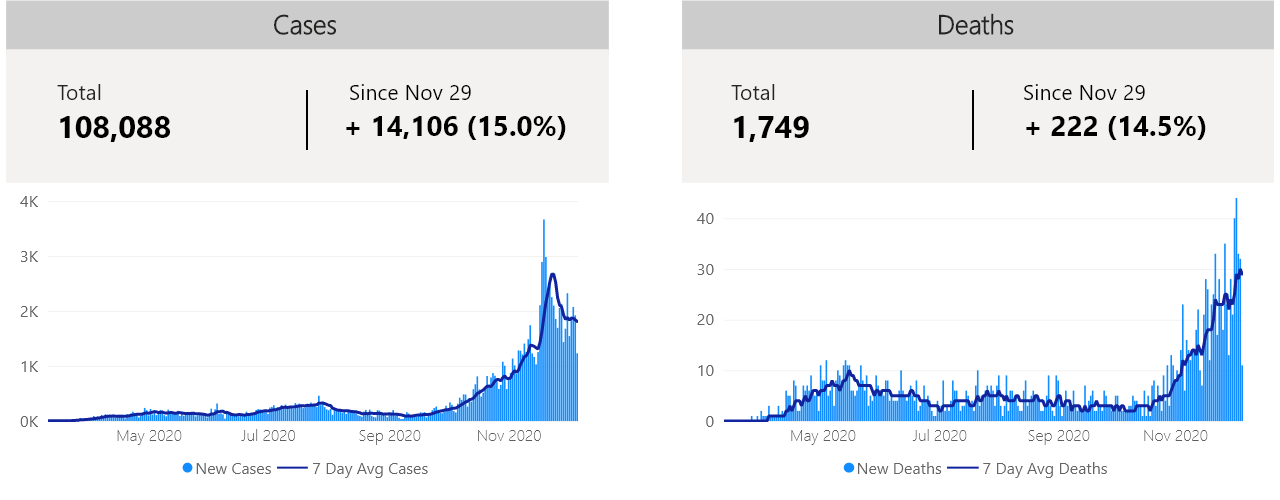 Cases
Total
108,088
Since Nov 29
+ 14,106 (15.0%)
4K
3K
2K
1K
0K
May 2020
Jul 2020
Sep 2020
Nov 2020
New Cases
7 Day Avg Cases
Deaths
Total
1,749
Since Nov 29
+ 222 (14.5%)
40
30
20
10
0
May 2020
Jul 2020
Sep 2020
Nov 2020
New Deaths
7 Day Avg Deaths